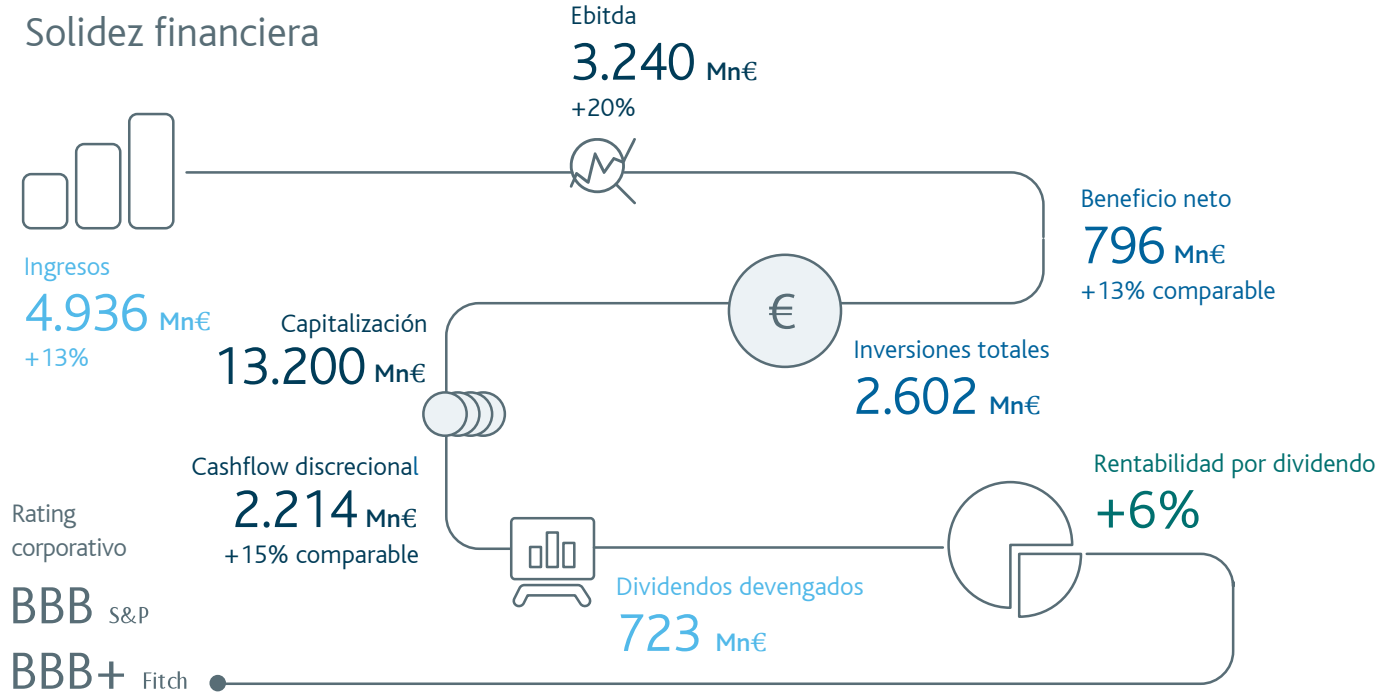 Solidez financiera
Ebitda
3.240 Mn€
+20%
Ingresos
4.936 Mn€
+13%
Beneficio neto
796 Mn€
+13% comparable
€
Inversiones totales
2.602 Mn€
Capitalización
13.200 Mn€
Cashflow discrecional
2.214 Mn€
+15% comparable
Dividendos devengados
723 Mn€
Rentabilidad por dividendo
+6%
Rating
corporativo
BBB S&P
BBB+ Fitch